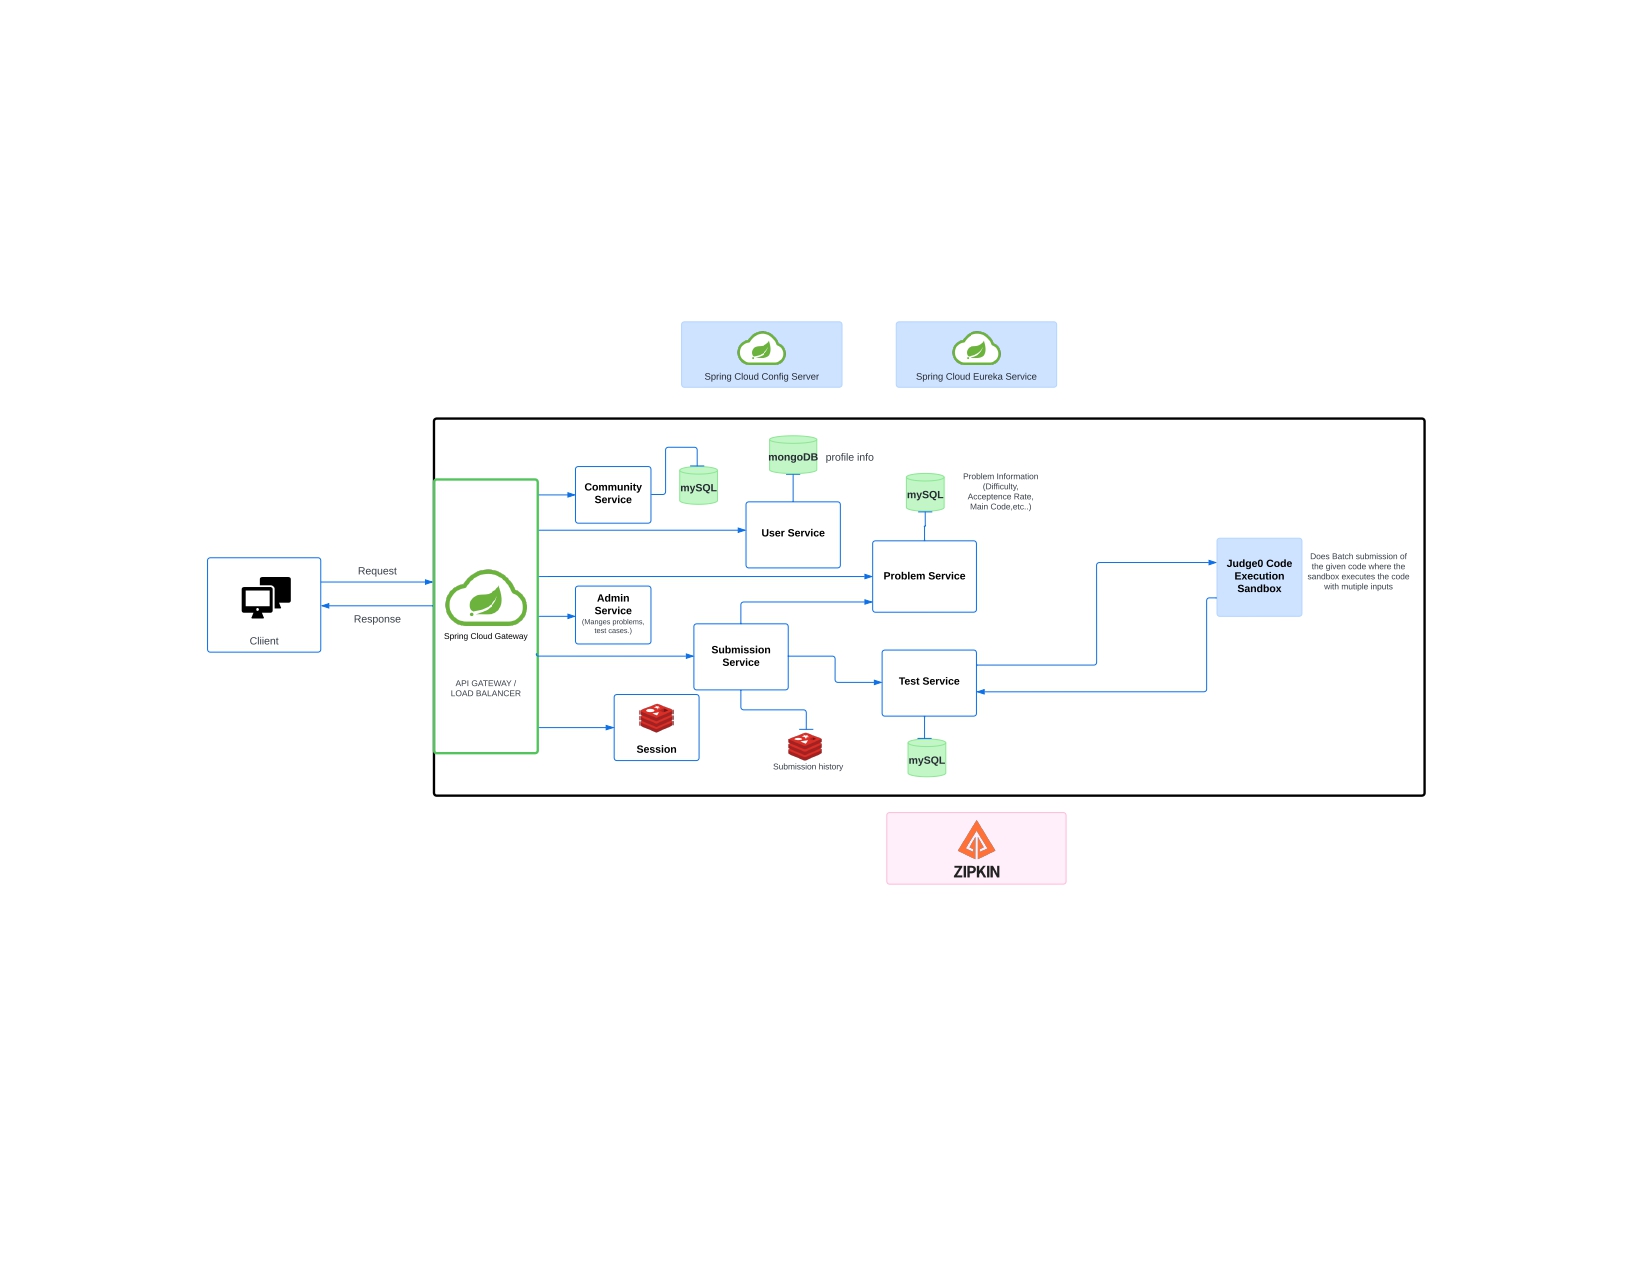 Spring Cloud Config Server
Spring Cloud Eureka Service
mongoDB
profile info
Community
Service
mySQL
User Service
mySQL
Problem Information
(Difficulty,
Acceptence Rate,
Main Code,etc..)
Problem Service
Judge0 Code
Execution
Sandbox
Does Batch submission of
the given code where the
sandbox executes the code
with mutiple inputs
Request
Response
Cliient
Spring Cloud Gateway
API GATEWAY /
LOAD BALANCER
Admin
Service
(Manges problems,
test cases.)
Submission
Service
Test Service
Session
Submission history
mySQL
ZIPKIN